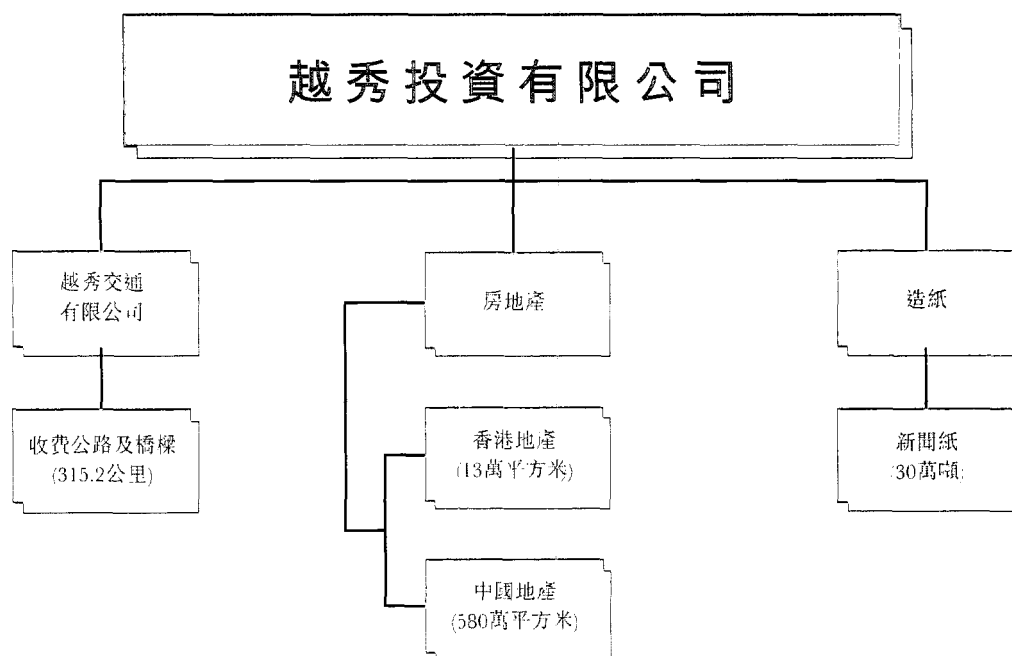 越秀投資有限公司
越秀交通
有限公司
房地產
造紙
收費公路及橋樑
(315.2公里)
香港地產
(13萬平方米)
新聞紙
(30萬噸)
中國地產
(580萬平方米)